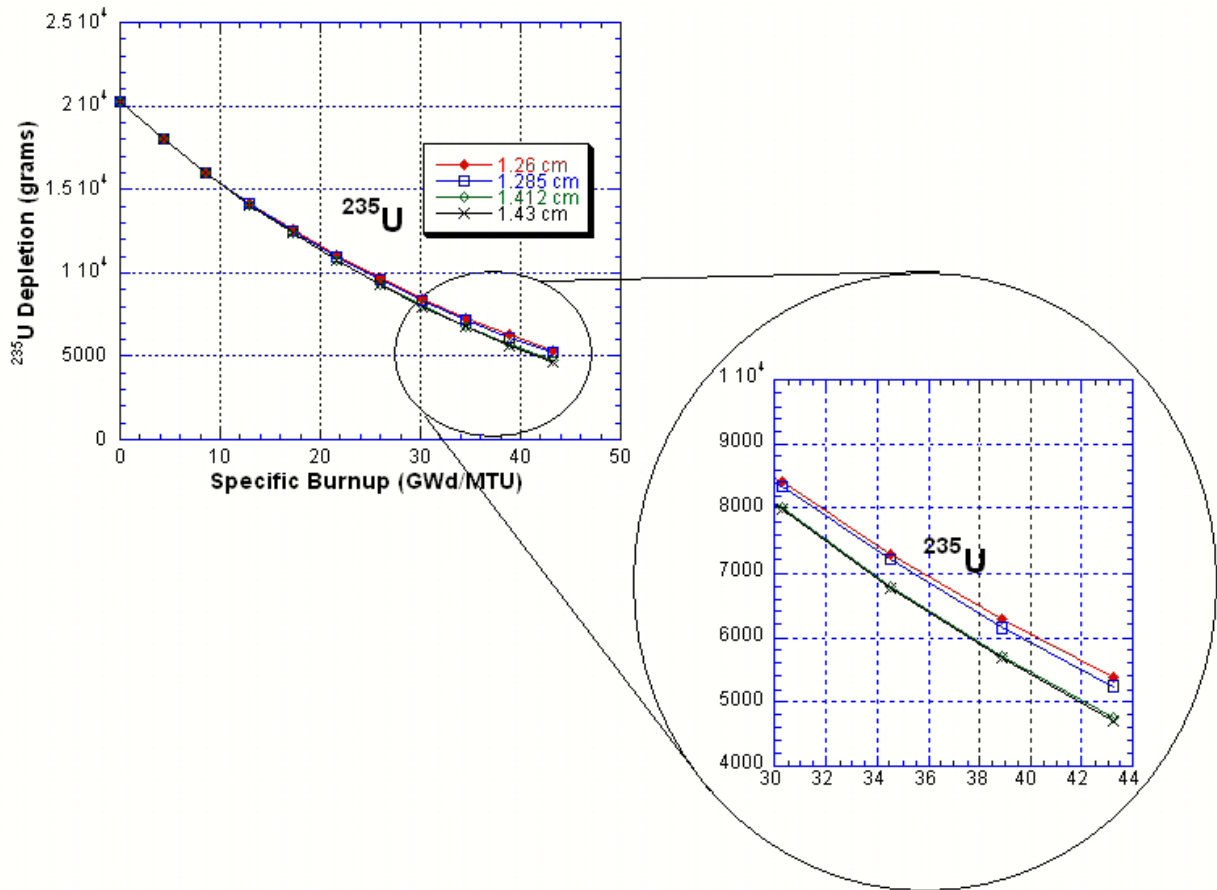 2.5 10⁴
2 10⁴
1.5 10⁴
1 10⁴
5000
0
²³⁵U Depletion (grams)
0 10 20 30 40 50
Specific Burnup (GWd/MTU)
²³⁵U
1.26 cm
1.285 cm
1.412 cm
1.43 cm
1 10⁴
9000
8000
7000
6000
5000
4000
²³⁵U
30 32 34 36 38 40 42 44